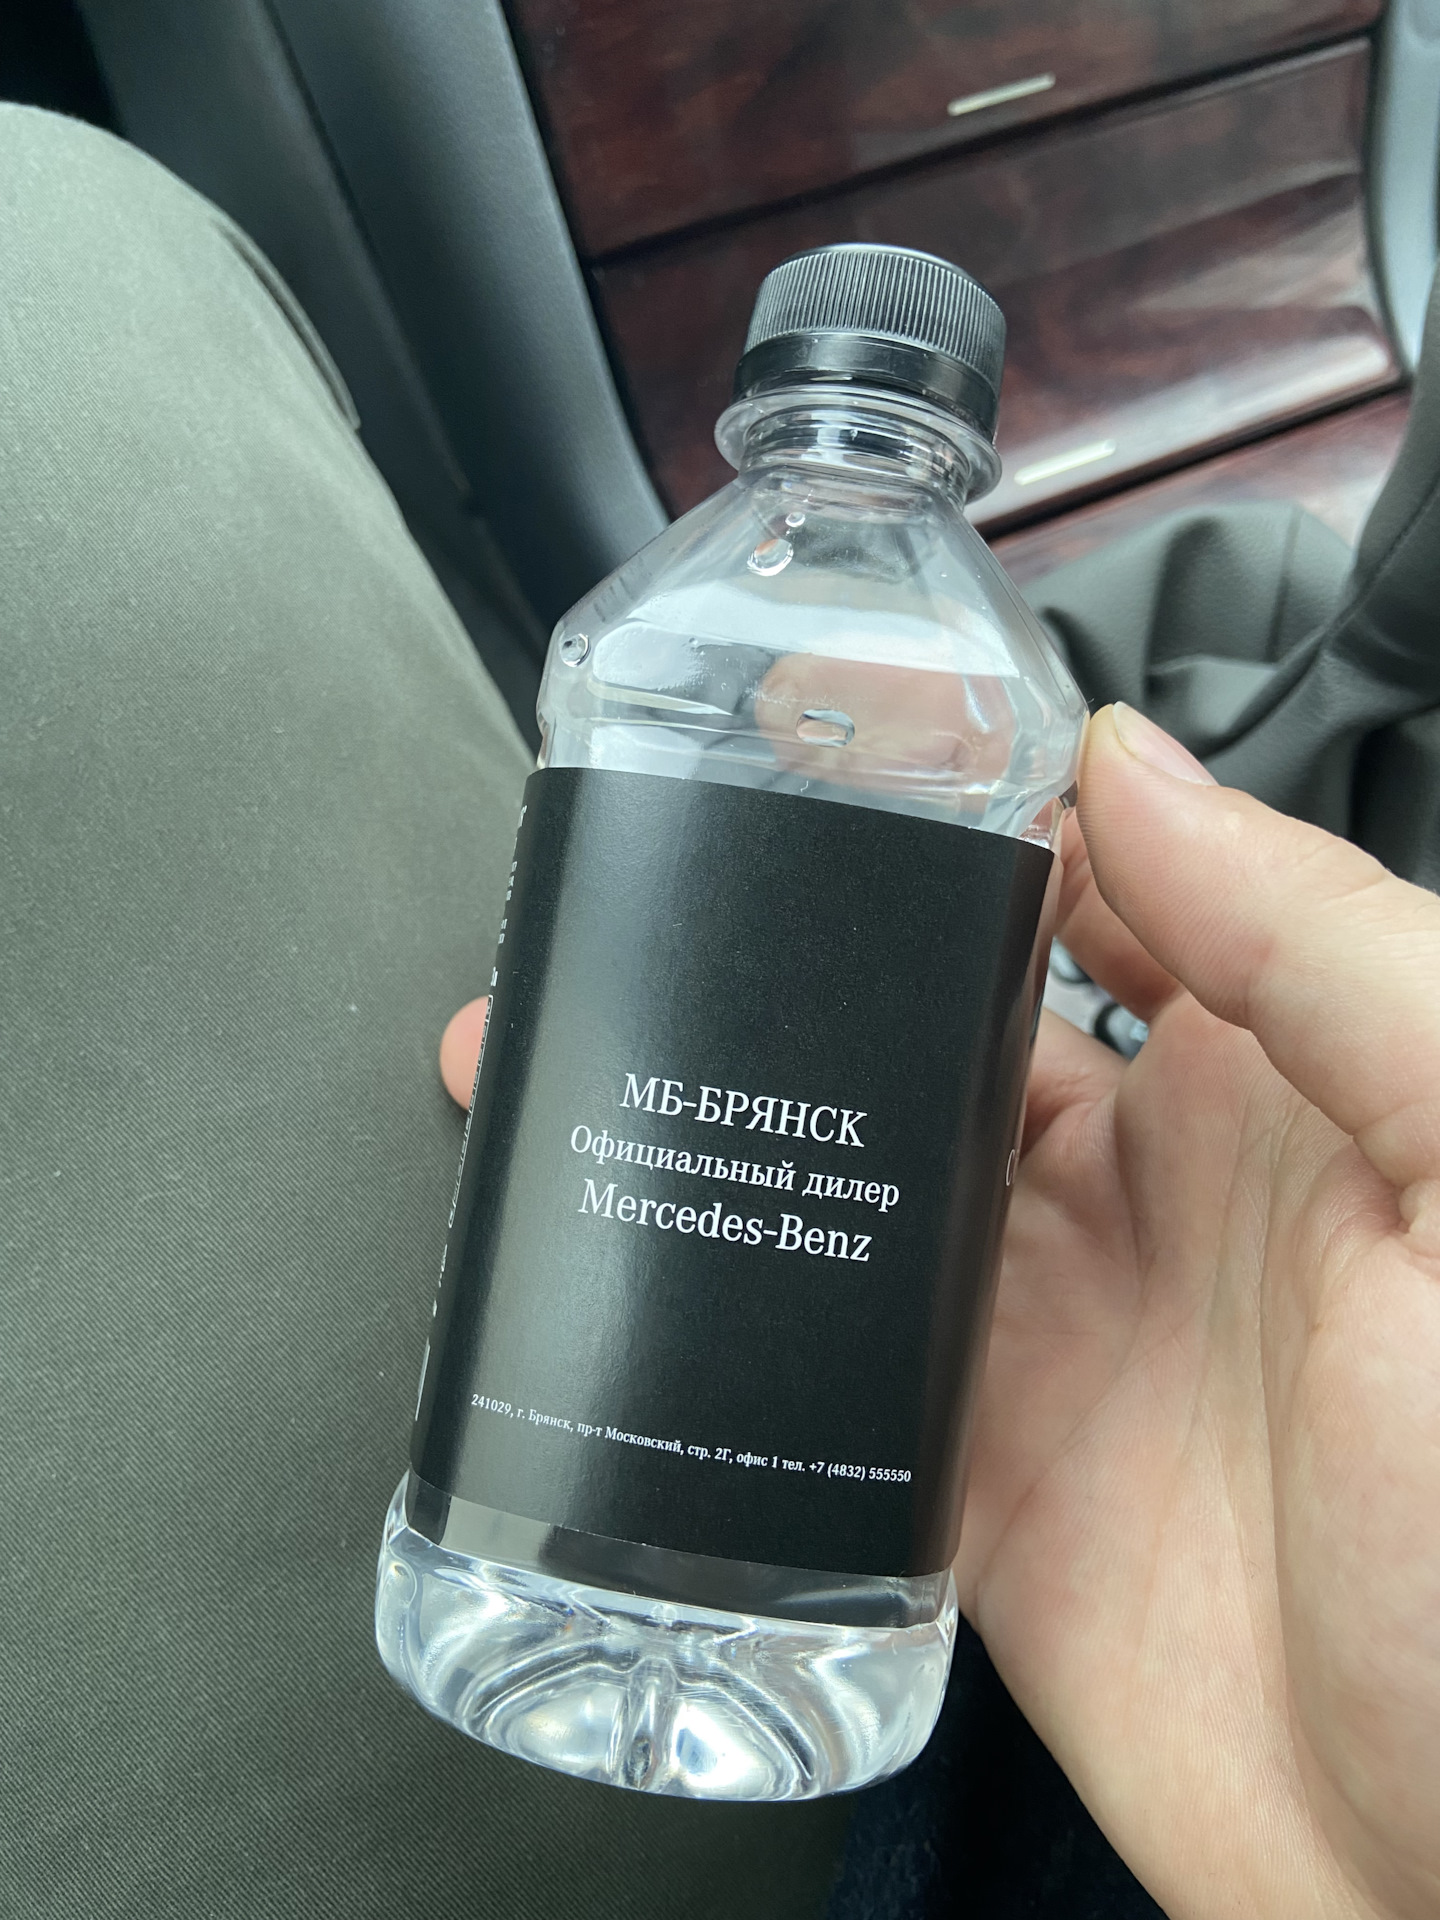 МБ-БРЯНСК
Официальный дилер
Mercedes-Benz
241029, г. Брянск, пр-т Московский, стр. 2Г, офис 1 тел. +7 (4832) 555550